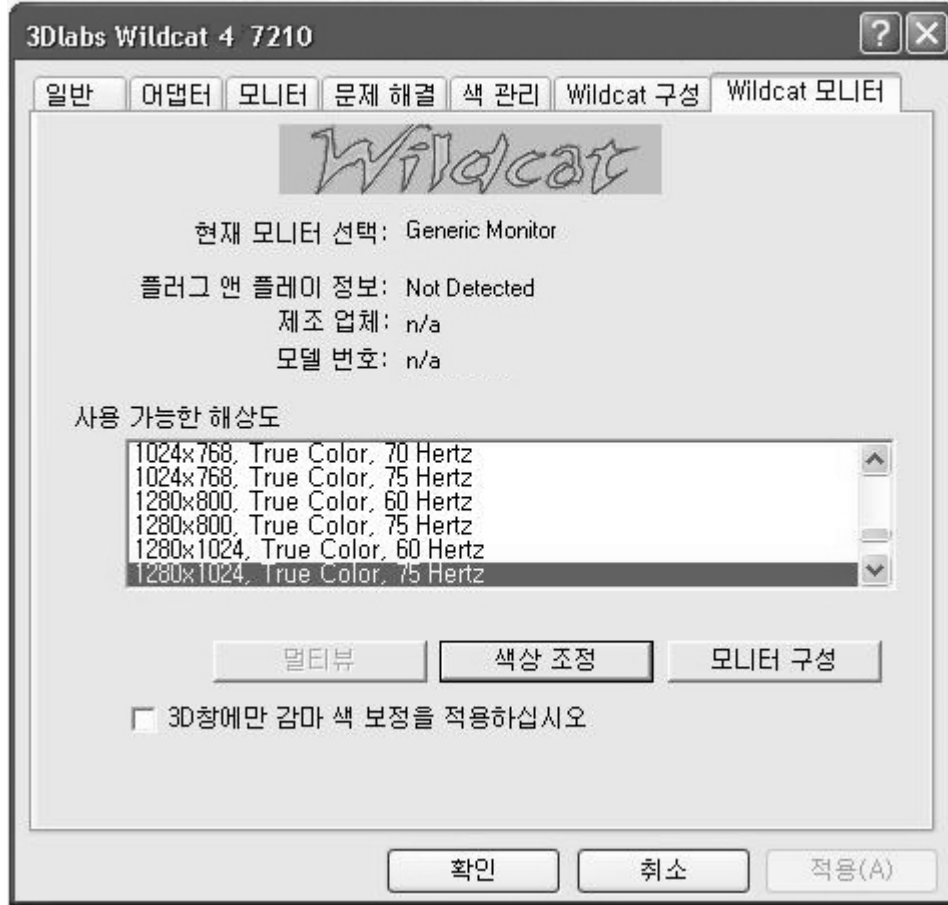 3Dlabs Wildcat 4 7210
일반 어댑터 모니터 문제 해결 색 관리 Wildcat 구성 Wildcat 모니터
Wildcat
현재 모니터 선택: Generic Monitor
플러그 앤 플레이 정보: Not Detected
제조 업체: n/a
모델 번호: n/a
사용 가능한 해상도
1024x768, True Color, 70 Hertz
1024x768, True Color, 75 Hertz
1280x800, True Color, 60 Hertz
1280x800, True Color, 75 Hertz
1280x1024, True Color, 60 Hertz
1280x1024, True Color, 75 Hertz
멀티뷰 색상 조정 모니터 구성
3D창에만 감마 색 보정을 적용하십시오
확인 취소 적용(A)